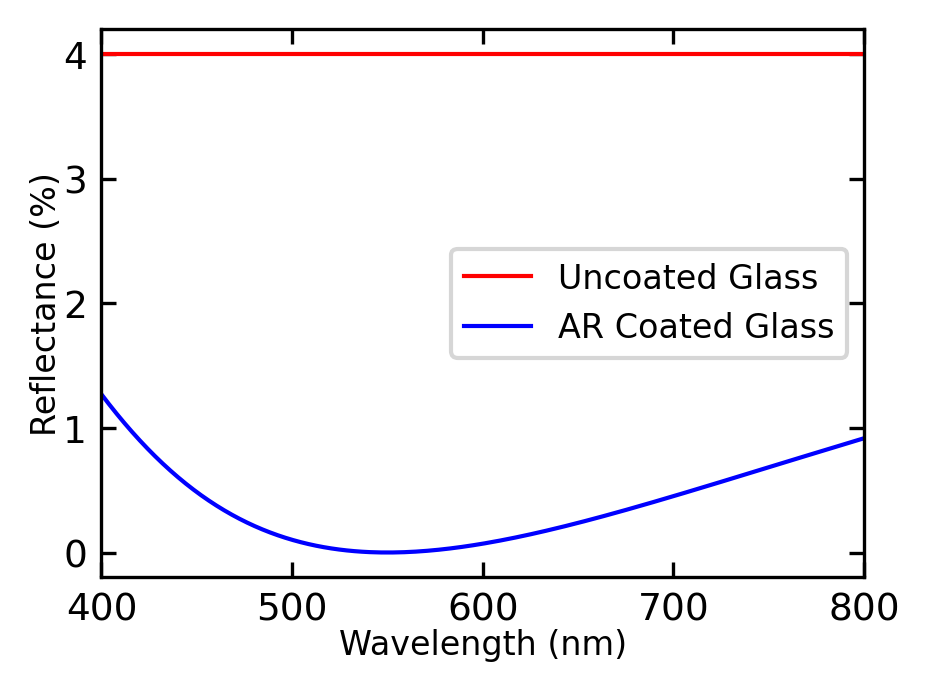 4
3
2
1
0
Reflectance (%)
Uncoated Glass
AR Coated Glass
400 500 600 700 800
Wavelength (nm)